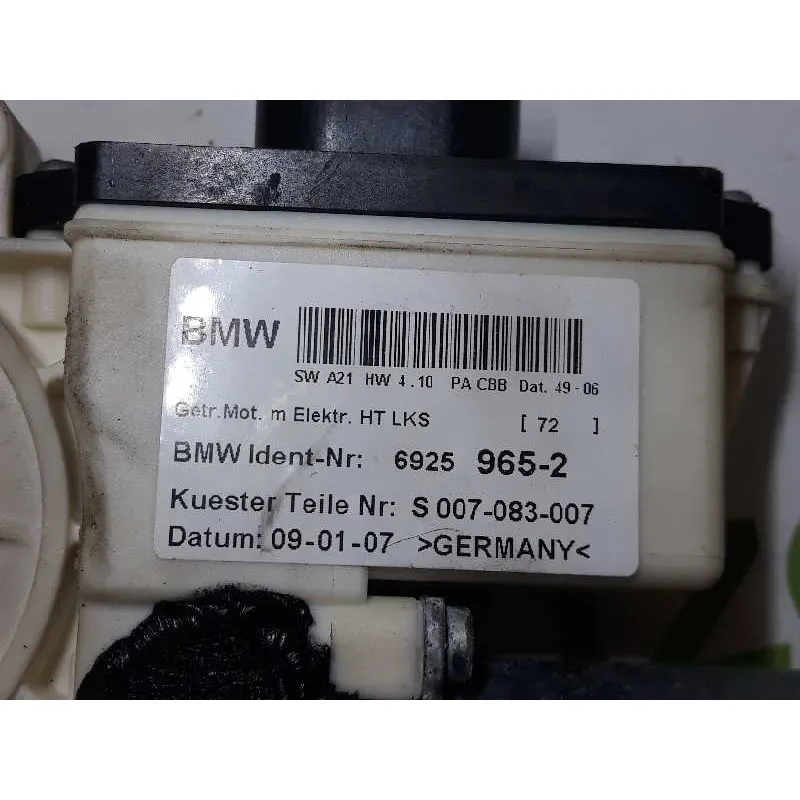 BMW
SW A21 HW 4.10 PA CBB Dat. 49-06
Getr.Mot. m Elektr. HT LKS [ 72 ]
BMW Ident-Nr: 6925 965-2
Kuester Teile Nr: S 007-083-007
Datum: 09-01-07 >GERMANY<